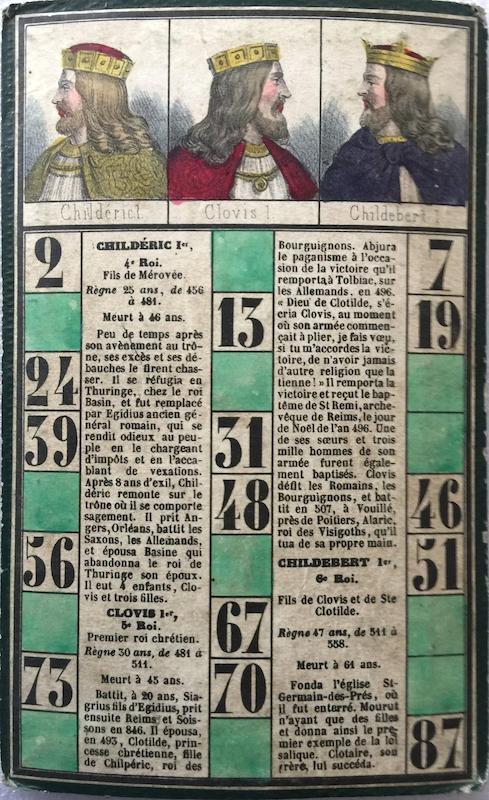 Childéric I.
Clovis I.
Childebert I.
2
24
39
56
73
CHILDÉRIC Ier,
4e Roi.
Fils de Mérovée.
Règne 25 ans, de 456
à 481.
Meurt à 46 ans.
Peu de temps après
son avènement au trô-
ne, ses excès et ses dé-
bauches le firent chas-
ser. Il se réfugia en
Thuringe, chez le roi
Basin, et fut remplacé
par Egidius ancien gé-
néral romain, qui se
rendit odieux au peu-
ple en le chargeant
d'impôts et en l'acca-
blant de vexations.
Après 8 ans d'exil, Chil-
déric remonte sur le
trône où il se comporte
sagement. Il prit An-
gers, Orléans, battit les
Saxons, les Allemands,
et épousa Basine qui
abandonna le roi de
Thuringe son époux.
Il eut 4 enfants, Clo-
vis et trois filles.
CLOVIS Ier,
5e Roi.
Premier roi chrétien.
Règne 30 ans, de 481 à
511.
Meurt à 45 ans.
Battit, à 20 ans, Sia-
grius fils d'Egidius, prit
ensuite Reims et Sois-
sons en 846. Il épousa,
en 493, Clotilde, prin-
cesse chrétienne, fille
de Chilpéric, roi des
13
31
48
67
70
Bourguignons. Abjura
le paganisme à l'occa-
sion de la victoire qu'il
remporta à Tolbiac, sur
les Allemands, en 496.
« Dieu de Clotilde, s'é-
cria Clovis, au moment
où son armée commen-
çait à plier, je fais vœu,
si tu m'accordes la vic-
toire, de n'avoir jamais
d'autre religion que la
tienne! » Il remporta la
victoire et reçut le bap-
tême de St Remi, arche-
vêque de Reims, le jour
de Noël de l'an 496. Une
de ses sœurs et trois
mille hommes de son
armée furent égale-
ment baptisés. Clovis
défit les Romains, les
Bourguignons, et bat-
tit en 507, à Vouillé,
près de Poitiers, Alaric,
roi des Visigoths, qu'il
tua de sa propre main.
CHILDEBERT Ier,
6e Roi.
Fils de Clovis et de Ste
Clotilde.
Règne 47 ans, de 511 à
558.
Meurt à 61 ans.
Fonda l'église St-
Germain-des-Prés, où
il fut enterré. Mourut
n'ayant que des filles
et donna ainsi le pre-
mier exemple de la loi
salique. Clotaire, son
frère, lui succéda.
7
19
46
51
87